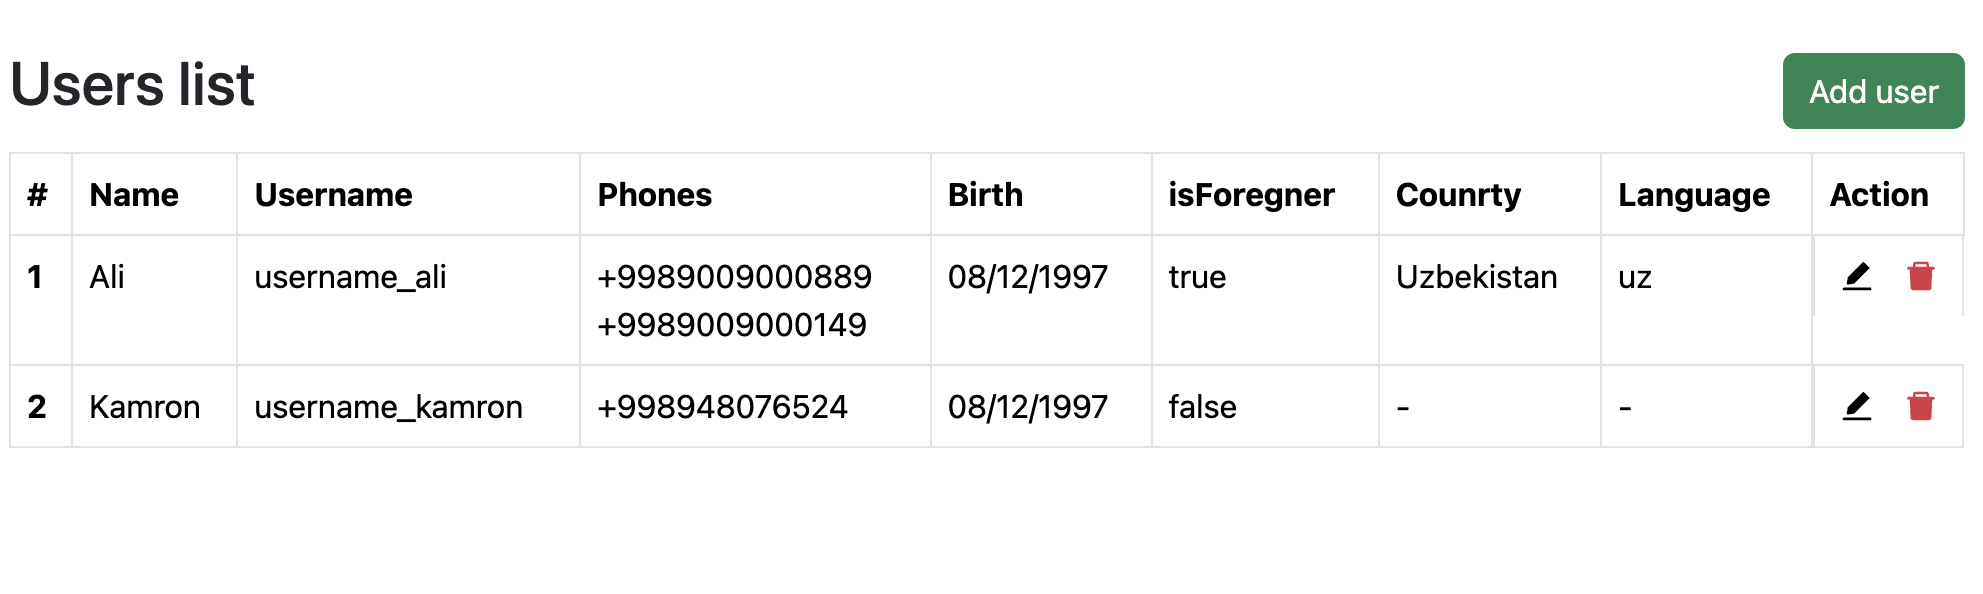 Users list
Add user
# Name Username Phones Birth isForegner Counrty Language Action
1 Ali username_ali +9989009000889 08/12/1997 true Uzbekistan uz
+9989009000149
2 Kamron username_kamron +998948076524 08/12/1997 false - -